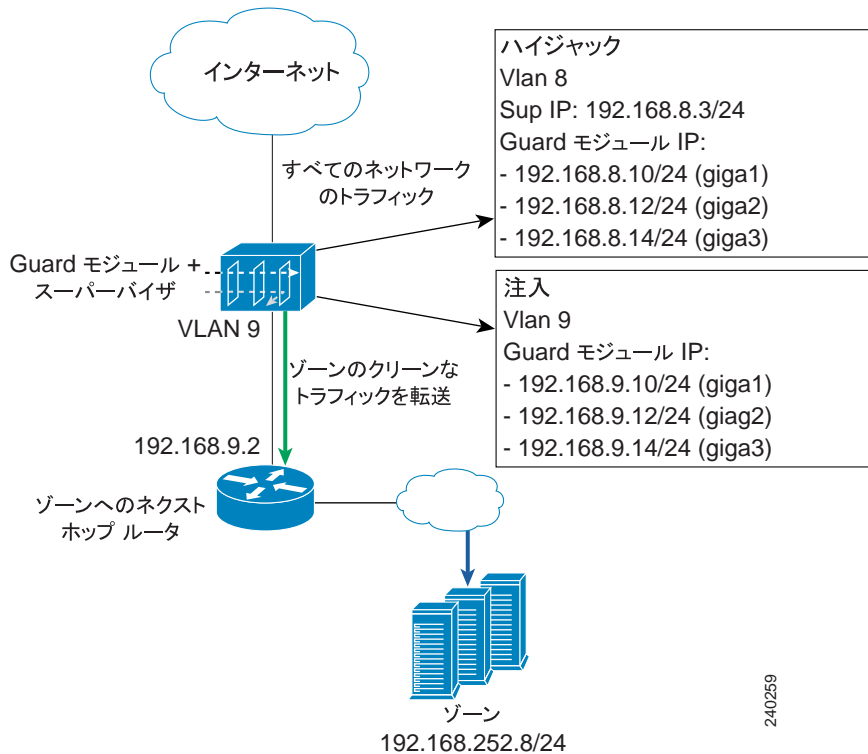 インターネット
すべてのネットワーク
のトラフィック
Guard モジュール +
スーパーバイザ
VLAN 9
ゾーンのクリーンな
トラフィックを転送
192.168.9.2
ゾーンへのネクスト
ホップ ルータ
ゾーン
192.168.252.8/24
ハイジャック
Vlan 8
Sup IP: 192.168.8.3/24
Guard モジュール IP:
- 192.168.8.10/24 (giga1)
- 192.168.8.12/24 (giga2)
- 192.168.8.14/24 (giga3)
注入
Vlan 9
Guard モジュール IP:
- 192.168.9.10/24 (giga1)
- 192.168.9.12/24 (giag2)
- 192.168.9.14/24 (giga3)
240259